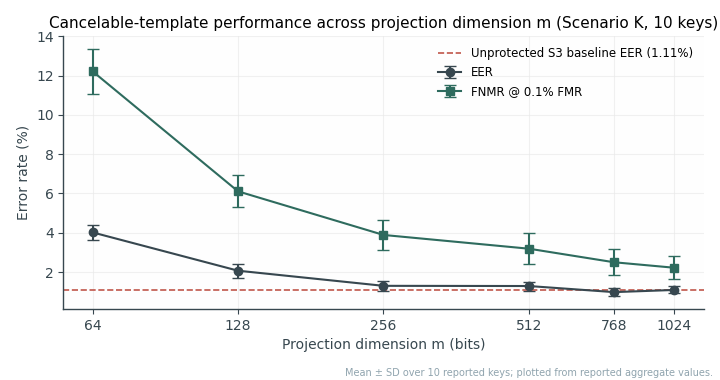 Cancelable-template performance across projection dimension m (Scenario K, 10 keys)
Error rate (%)
14
12
10
8
6
4
2
Unprotected S3 baseline EER (1.11%)
EER
FNMR @ 0.1% FMR
64 128 256 512 768 1024
Projection dimension m (bits)
Mean ± SD over 10 reported keys; plotted from reported aggregate values.